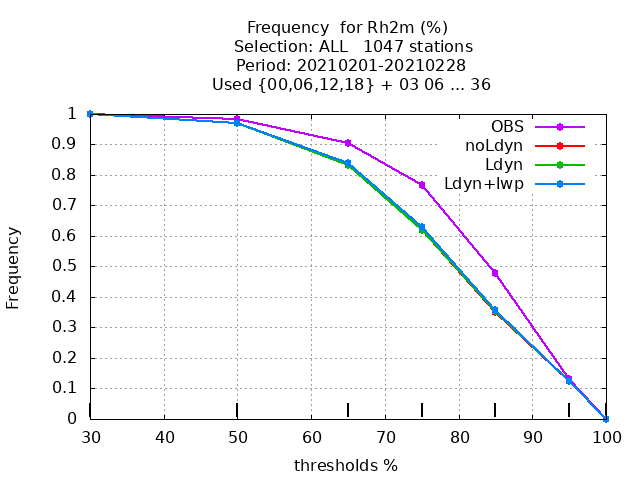 Frequency  for Rh2m (%)
Selection: ALL   1047 stations
Period: 20210201-20210228
Used {00,06,12,18} + 03 06 ... 36
OBS
noLdyn
Ldyn
Ldyn+lwp
1
0.9
0.8
0.7
0.6
0.5
0.4
0.3
0.2
0.1
0
Frequency
30 40 50 60 70 80 90 100
thresholds %